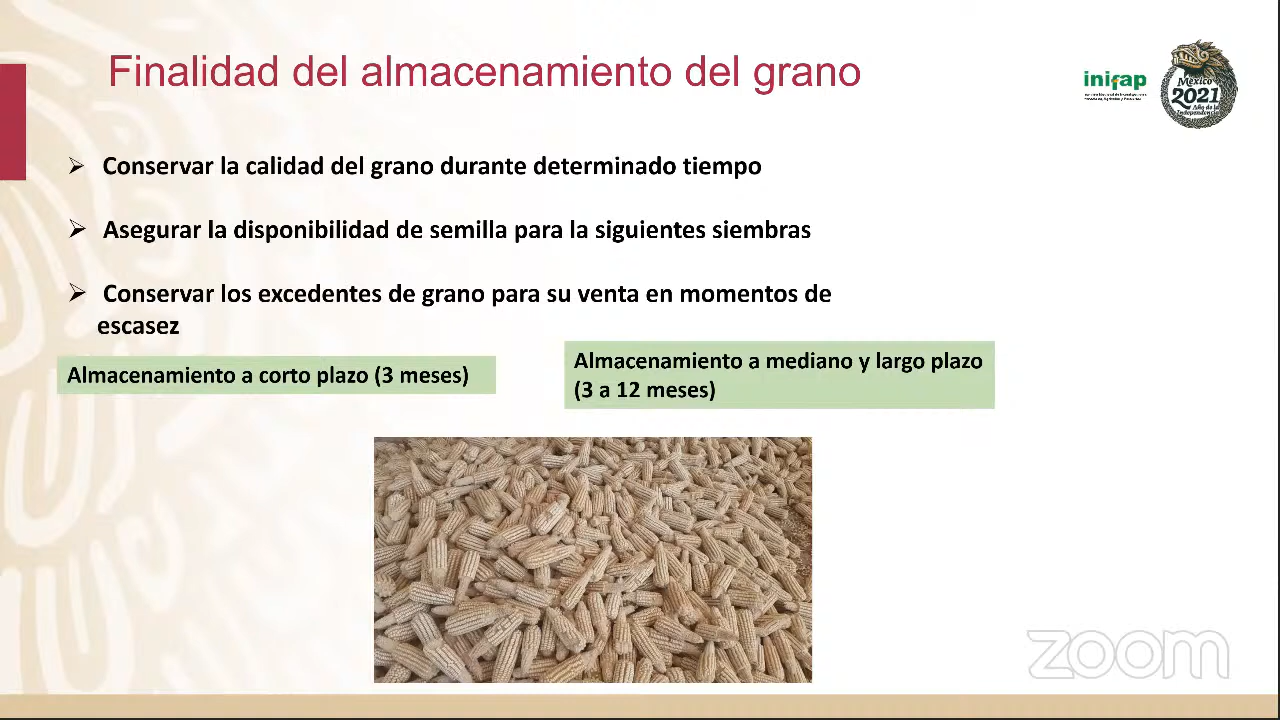 Finalidad del almacenamiento del grano
inifap
México
2021
Año de la
Independencia
Conservar la calidad del grano durante determinado tiempo
Asegurar la disponibilidad de semilla para la siguientes siembras
Conservar los excedentes de grano para su venta en momentos de
escasez
Almacenamiento a corto plazo (3 meses)
Almacenamiento a mediano y largo plazo
(3 a 12 meses)
zoom